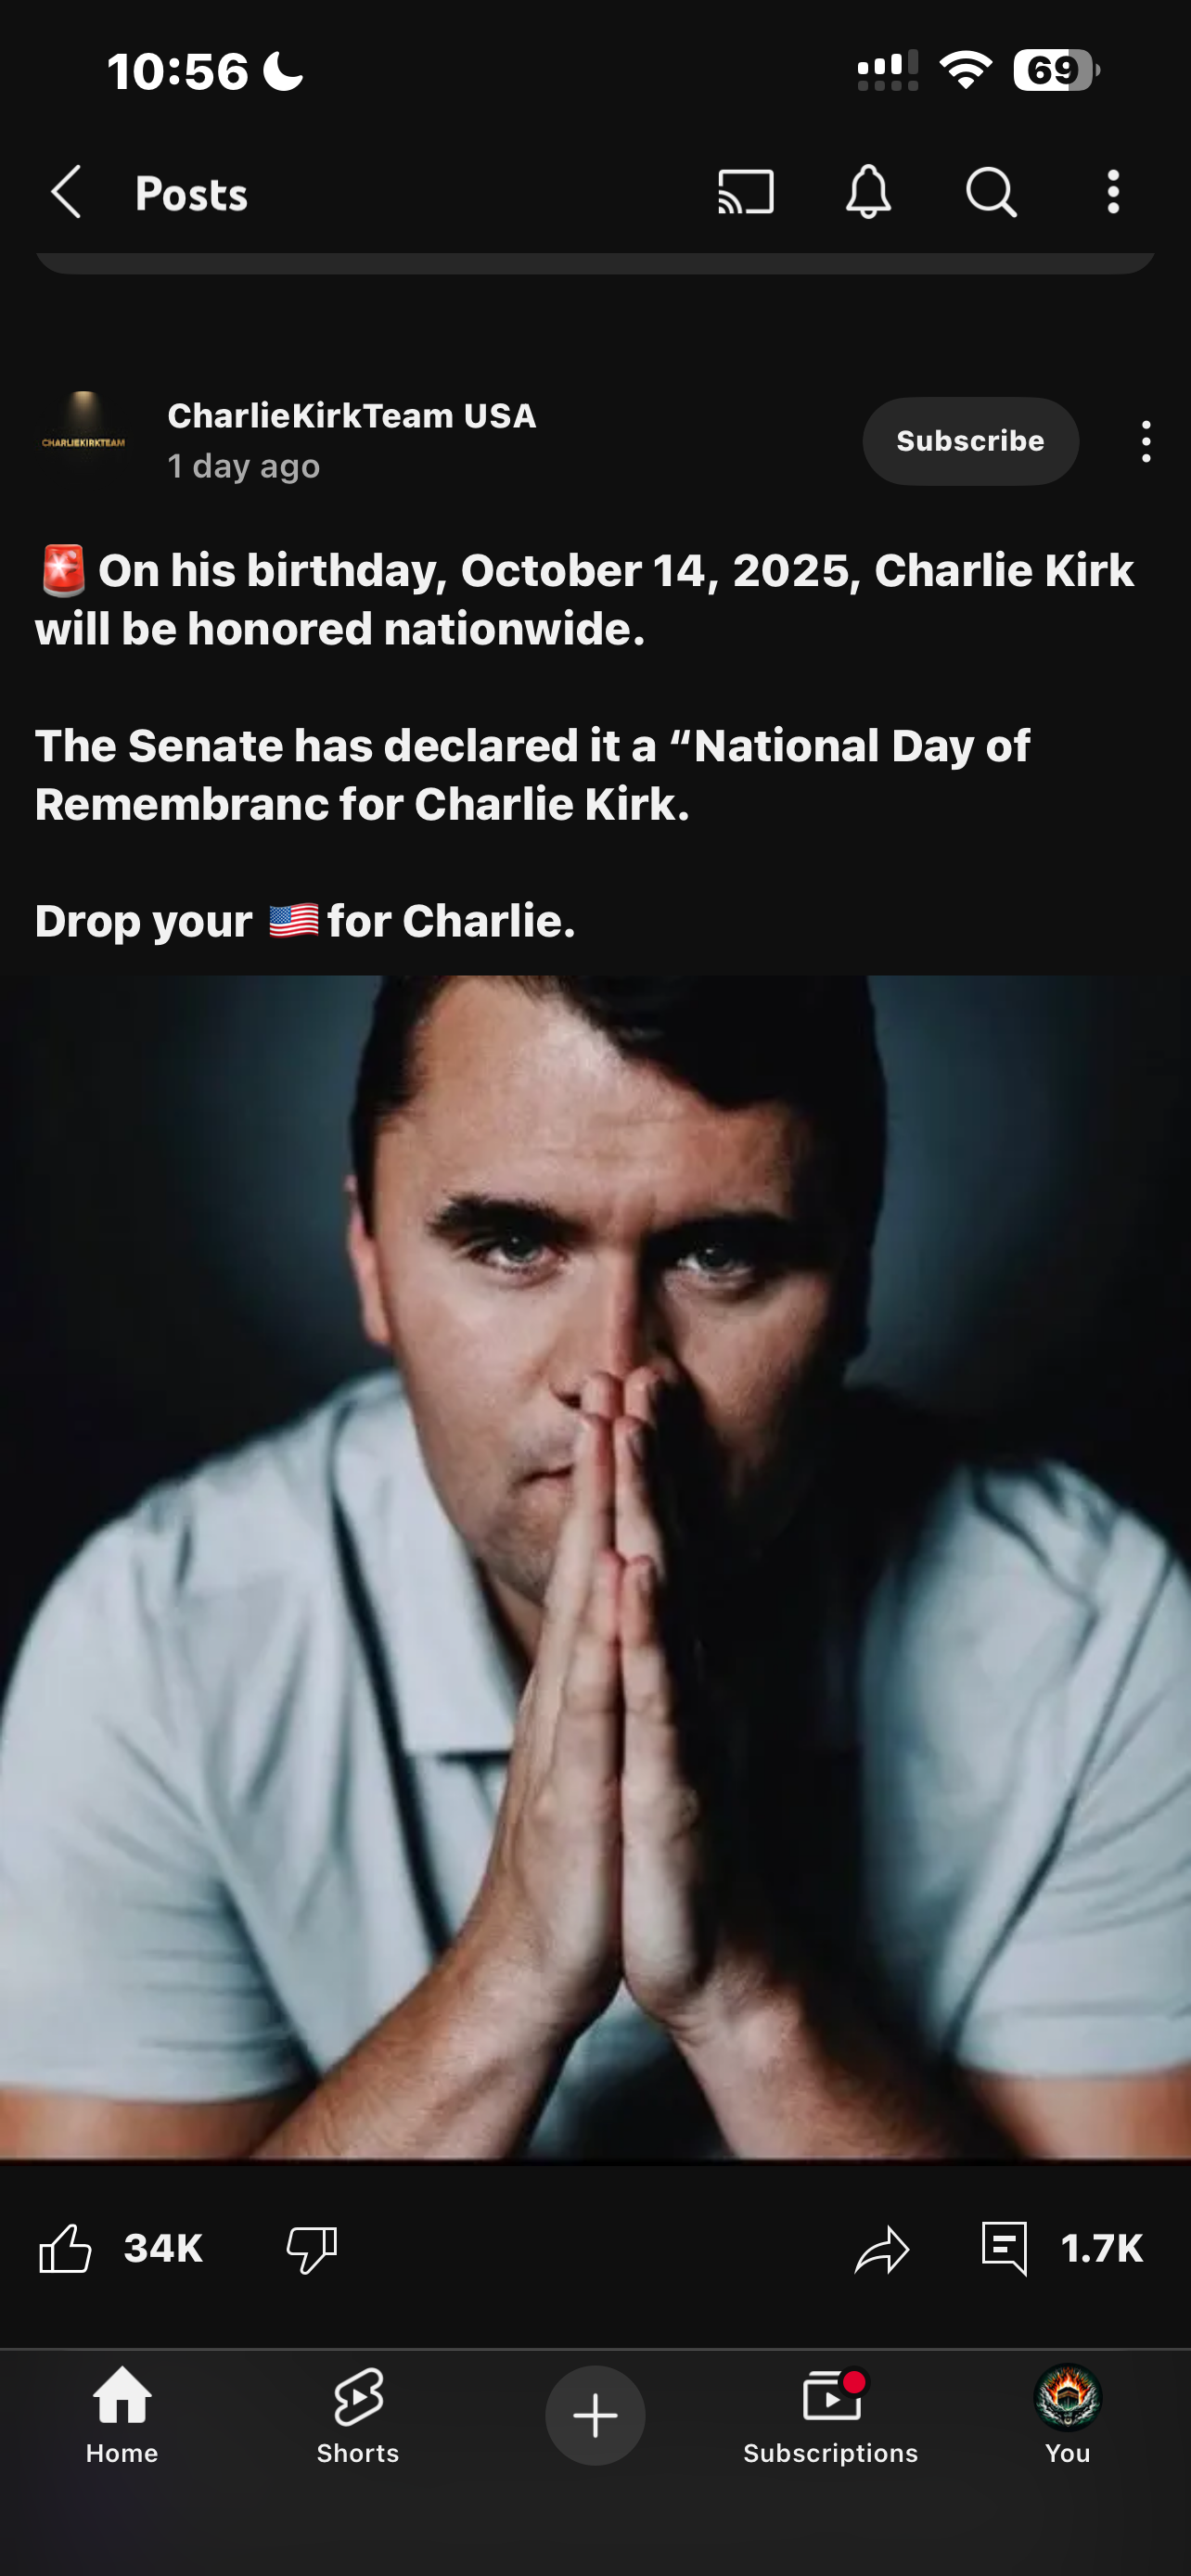 10:56
69
Posts
CHARLIEKIRKTEAM
CharlieKirkTeam USA
1 day ago
Subscribe
🚨 On his birthday, October 14, 2025, Charlie Kirk
will be honored nationwide.
The Senate has declared it a “National Day of
Remembranc for Charlie Kirk.
Drop your 🇺🇸 for Charlie.
34K
1.7K
Home
Shorts
Subscriptions
You